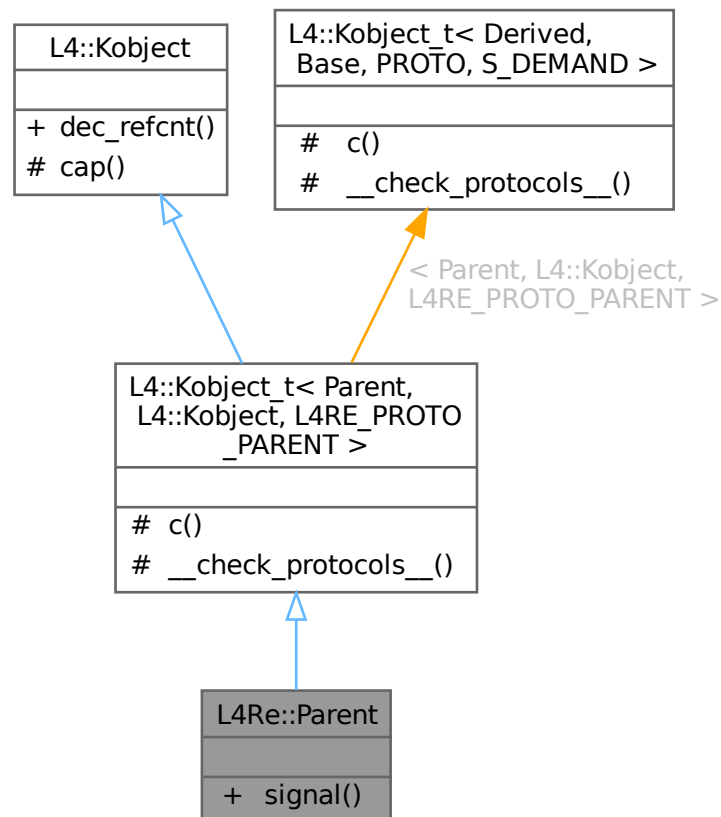 L4::Kobject
+ dec_refcnt()
# cap()
L4::Kobject_t< Derived,
Base, PROTO, S_DEMAND >
# c()
# __check_protocols__()
< Parent, L4::Kobject,
L4RE_PROTO_PARENT >
L4::Kobject_t< Parent,
L4::Kobject, L4RE_PROTO
_PARENT >
# c()
# __check_protocols__()
L4Re::Parent
+ signal()